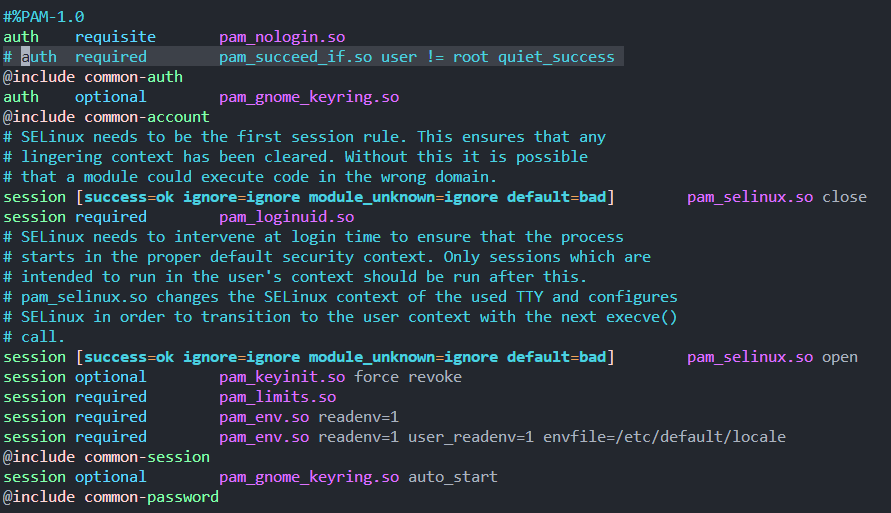 #%PAM-1.0
auth    requisite       pam_nologin.so
# auth  required        pam_succeed_if.so user != root quiet_success
@include common-auth
auth    optional        pam_gnome_keyring.so
@include common-account
# SELinux needs to be the first session rule. This ensures that any
# lingering context has been cleared. Without this it is possible
# that a module could execute code in the wrong domain.
session [success=ok ignore=ignore module_unknown=ignore default=bad]        pam_selinux.so close
session required        pam_loginuid.so
# SELinux needs to intervene at login time to ensure that the process
# starts in the proper default security context. Only sessions which are
# intended to run in the user's context should be run after this.
# pam_selinux.so changes the SELinux context of the used TTY and configures
# SELinux in order to transition to the user context with the next execve()
# call.
session [success=ok ignore=ignore module_unknown=ignore default=bad]        pam_selinux.so open
session optional        pam_keyinit.so force revoke
session required        pam_limits.so
session required        pam_env.so readenv=1
session required        pam_env.so readenv=1 user_readenv=1 envfile=/etc/default/locale
@include common-session
session optional        pam_gnome_keyring.so auto_start
@include common-password